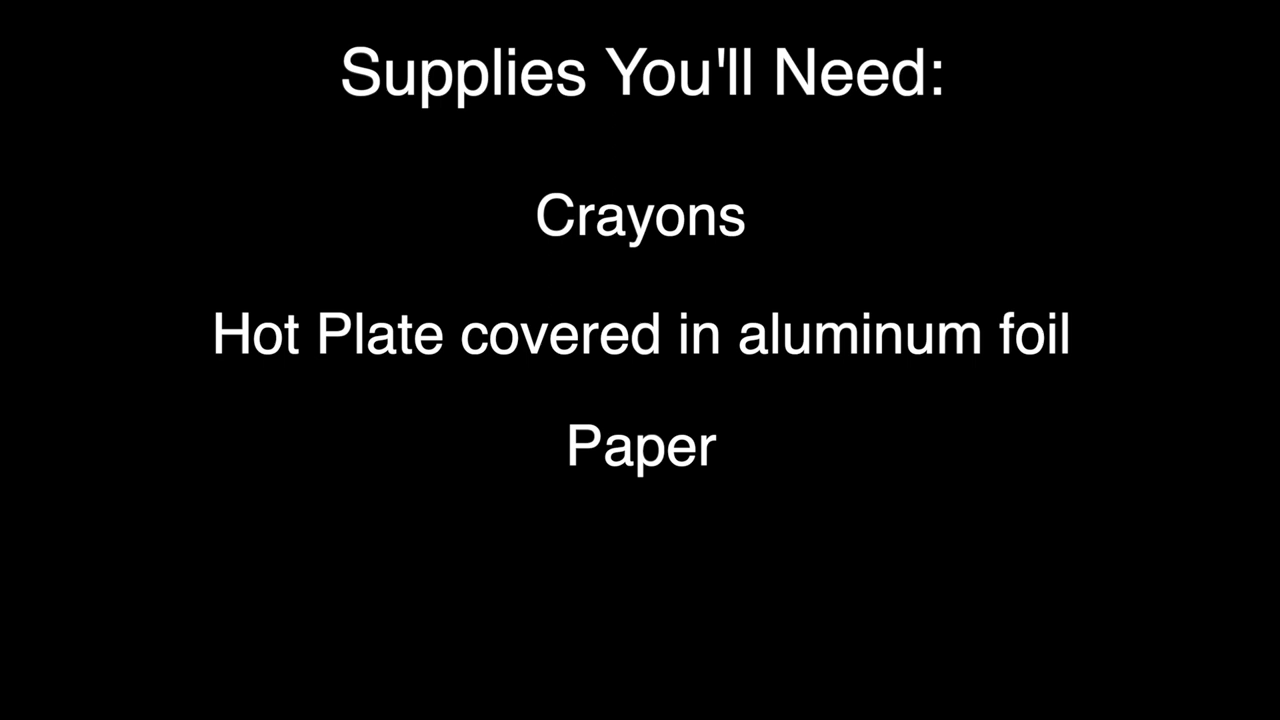 Supplies You'll Need:
Crayons
Hot Plate covered in aluminum foil
Paper